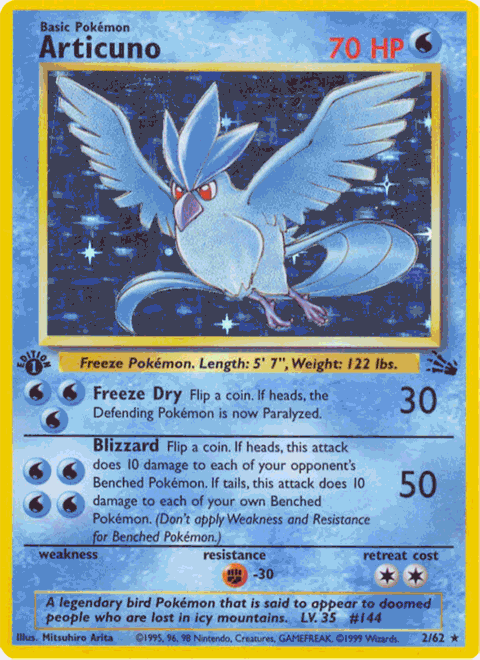 Basic Pokémon
Articuno 70 HP
EDITION 1
Freeze Pokémon. Length: 5' 7", Weight: 122 lbs.
Freeze Dry Flip a coin. If heads, the 30
Defending Pokémon is now Paralyzed.
Blizzard Flip a coin. If heads, this attack
does 10 damage to each of your opponent's
Benched Pokémon. If tails, this attack does 10 50
damage to each of your own Benched
Pokémon. (Don't apply Weakness and Resistance
for Benched Pokémon.)
weakness resistance retreat cost
-30
A legendary bird Pokémon that is said to appear to doomed
people who are lost in icy mountains. LV. 35 #144
Illus. Mitsuhiro Arita ©1995, 96, 98 Nintendo, Creatures, GAMEFREAK. ©1999 Wizards. 2/62 ★